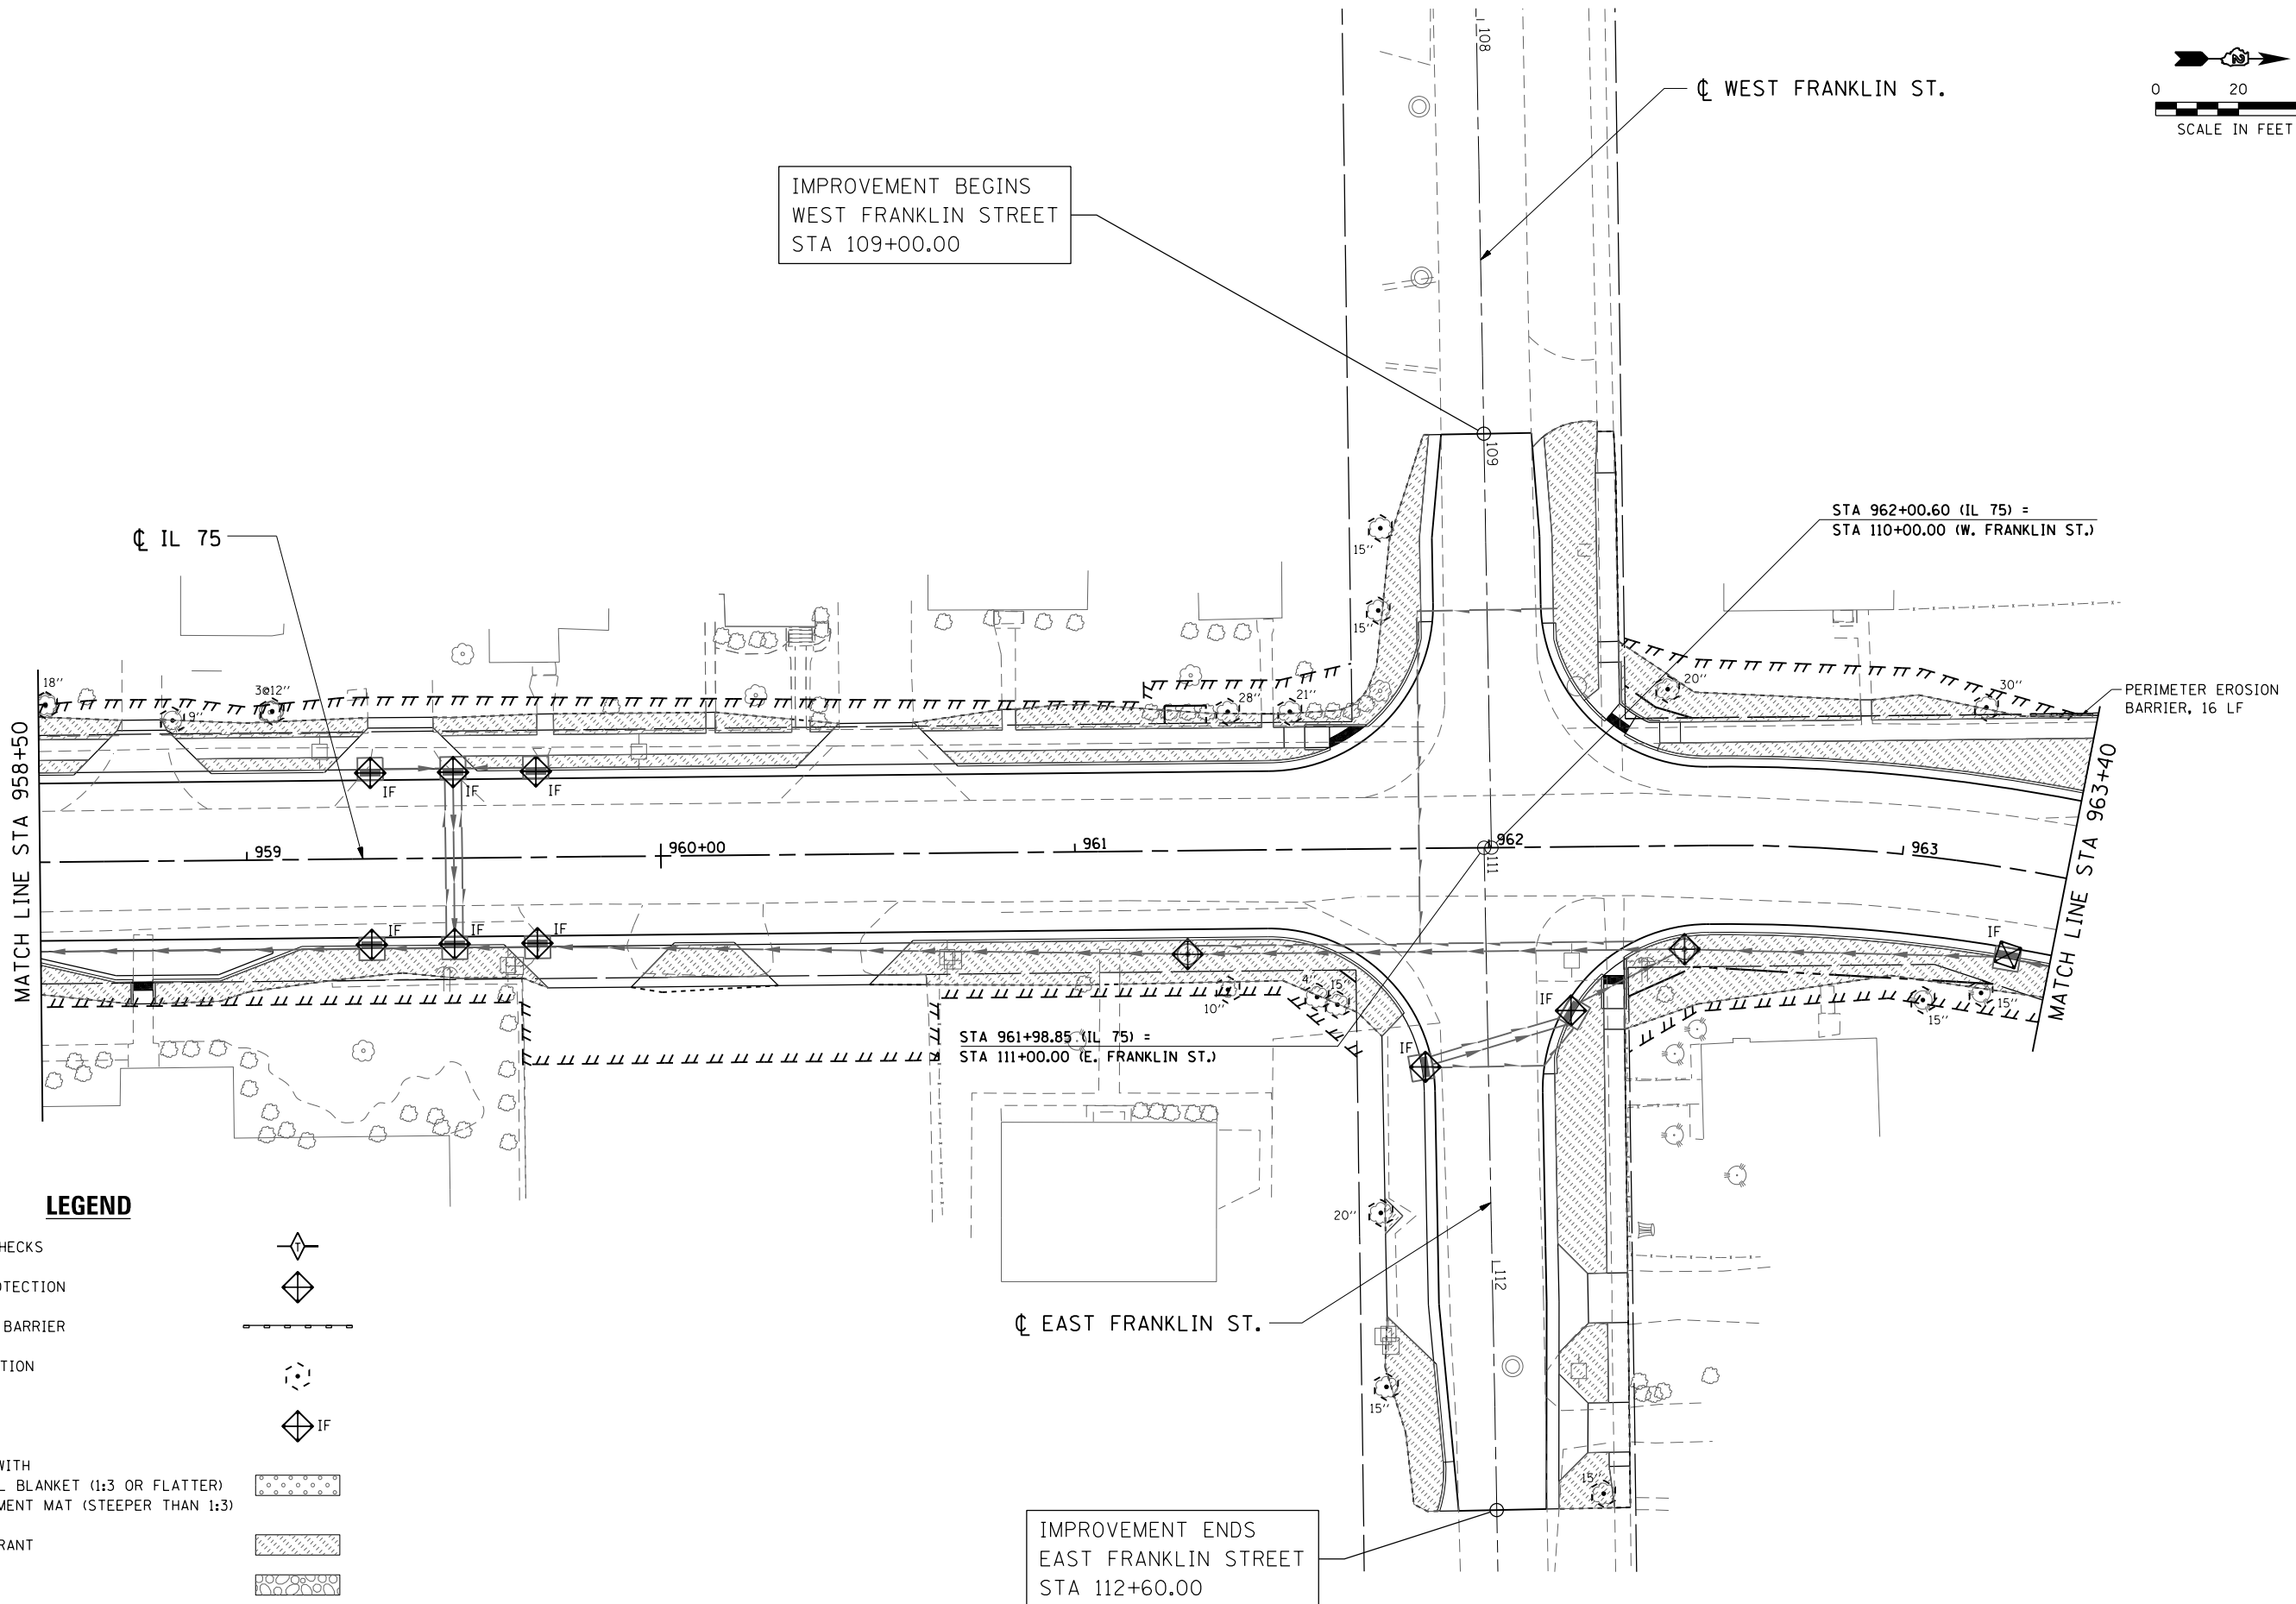 108
℄ WEST FRANKLIN ST.
N
0 20
SCALE IN FEET
IMPROVEMENT BEGINS
WEST FRANKLIN STREET
STA 109+00.00
109
STA 962+00.60 (IL 75) =
STA 110+00.00 (W. FRANKLIN ST.)
℄ IL 75
15''
15''
18''
9''
3@12''
28''
21''
20''
30''
PERIMETER EROSION
BARRIER, 16 LF
IF
IF
IF
MATCH LINE STA 958+50
959
960+00
961
962
111
963
MATCH LINE STA 963+40
IF
IF
IF
IF
IF
IF
10''
4''
15''
15''
15''
STA 961+98.85 (IL 75) =
STA 111+00.00 (E. FRANKLIN ST.)
20''
112
℄ EAST FRANKLIN ST.
15''
15''
IMPROVEMENT ENDS
EAST FRANKLIN STREET
STA 112+60.00
LEGEND
HECKS
T
OTECTION
BARRIER
TION
IF
WITH
L BLANKET (1:3 OR FLATTER)
MENT MAT (STEEPER THAN 1:3)
RANT